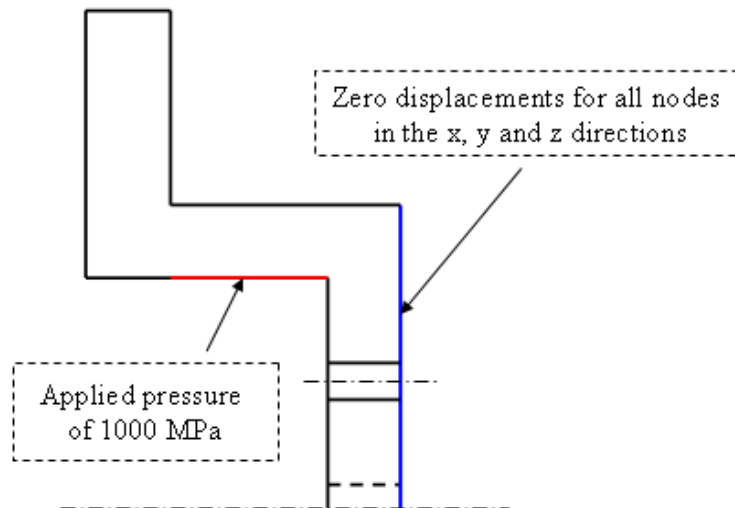 Zero displacements for all nodes
in the x, y and z directions
Applied pressure
of 1000 MPa